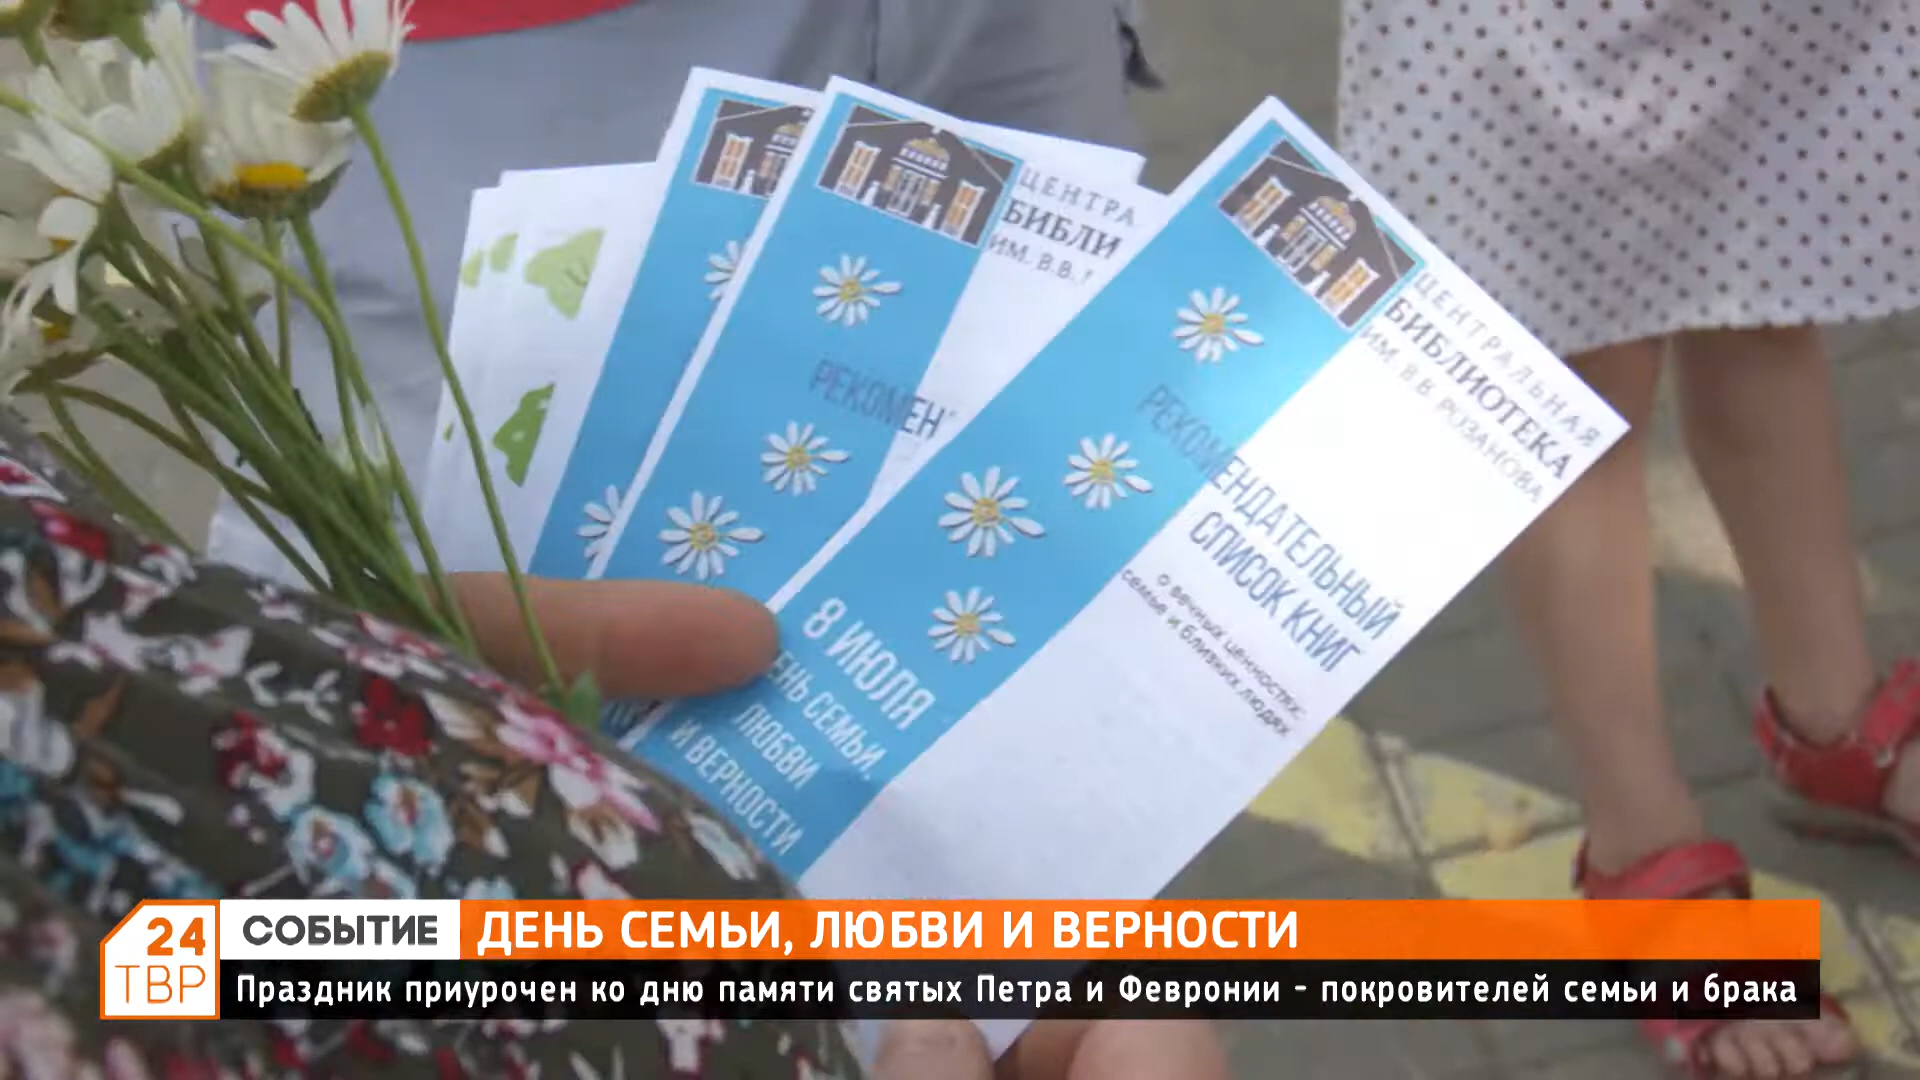 ЦЕНТРА
БИБЛИ
ИМ. В.В.
РЕКОМЕН
ЦЕНТРАЛЬНАЯ
БИБЛИОТЕКА
ИМ. В.В. РОЗАНОВА
РЕКОМЕНДАТЕЛЬНЫЙ
СПИСОК КНИГ
о вечных ценностях:
семье и близких людях
8 ИЮЛЯ
ЕНЬ СЕМЬИ,
ЛЮБВИ
И ВЕРНОСТИ
24
ТВР
СОБЫТИЕ
ДЕНЬ СЕМЬИ, ЛЮБВИ И ВЕРНОСТИ
Праздник приурочен ко дню памяти святых Петра и Февронии - покровителей семьи и брака